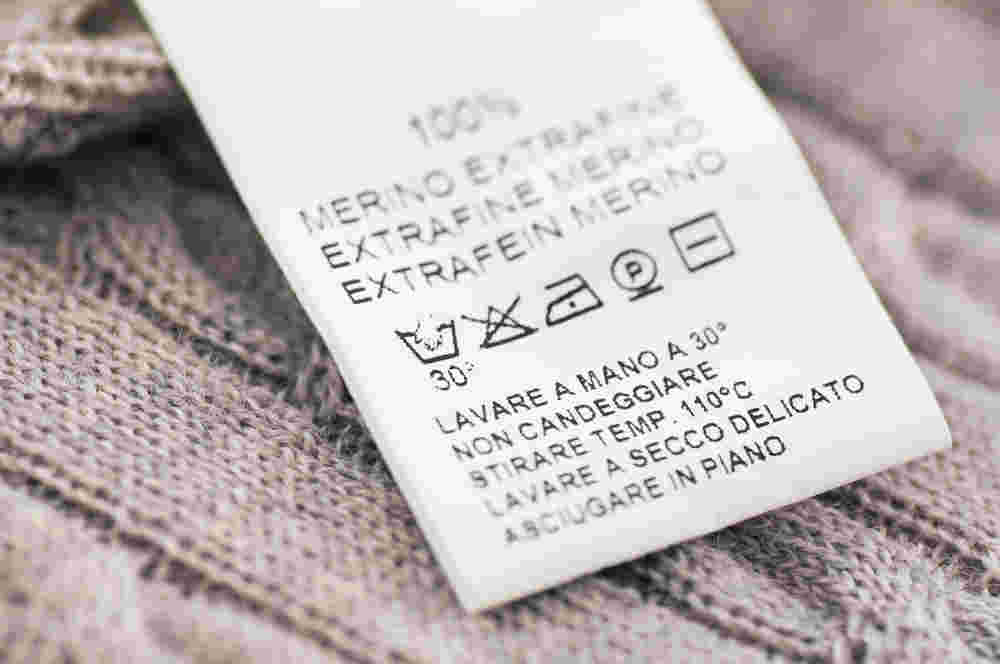 100%
MERINO EXTRAFINE
EXTRAFINE MERINO
EXTRAFEIN MERINO
P
30°
LAVARE A MANO A 30°
NON CANDEGGIARE
STIRARE TEMP. 110°C
LAVARE A SECCO DELICATO
ASCIUGARE IN PIANO